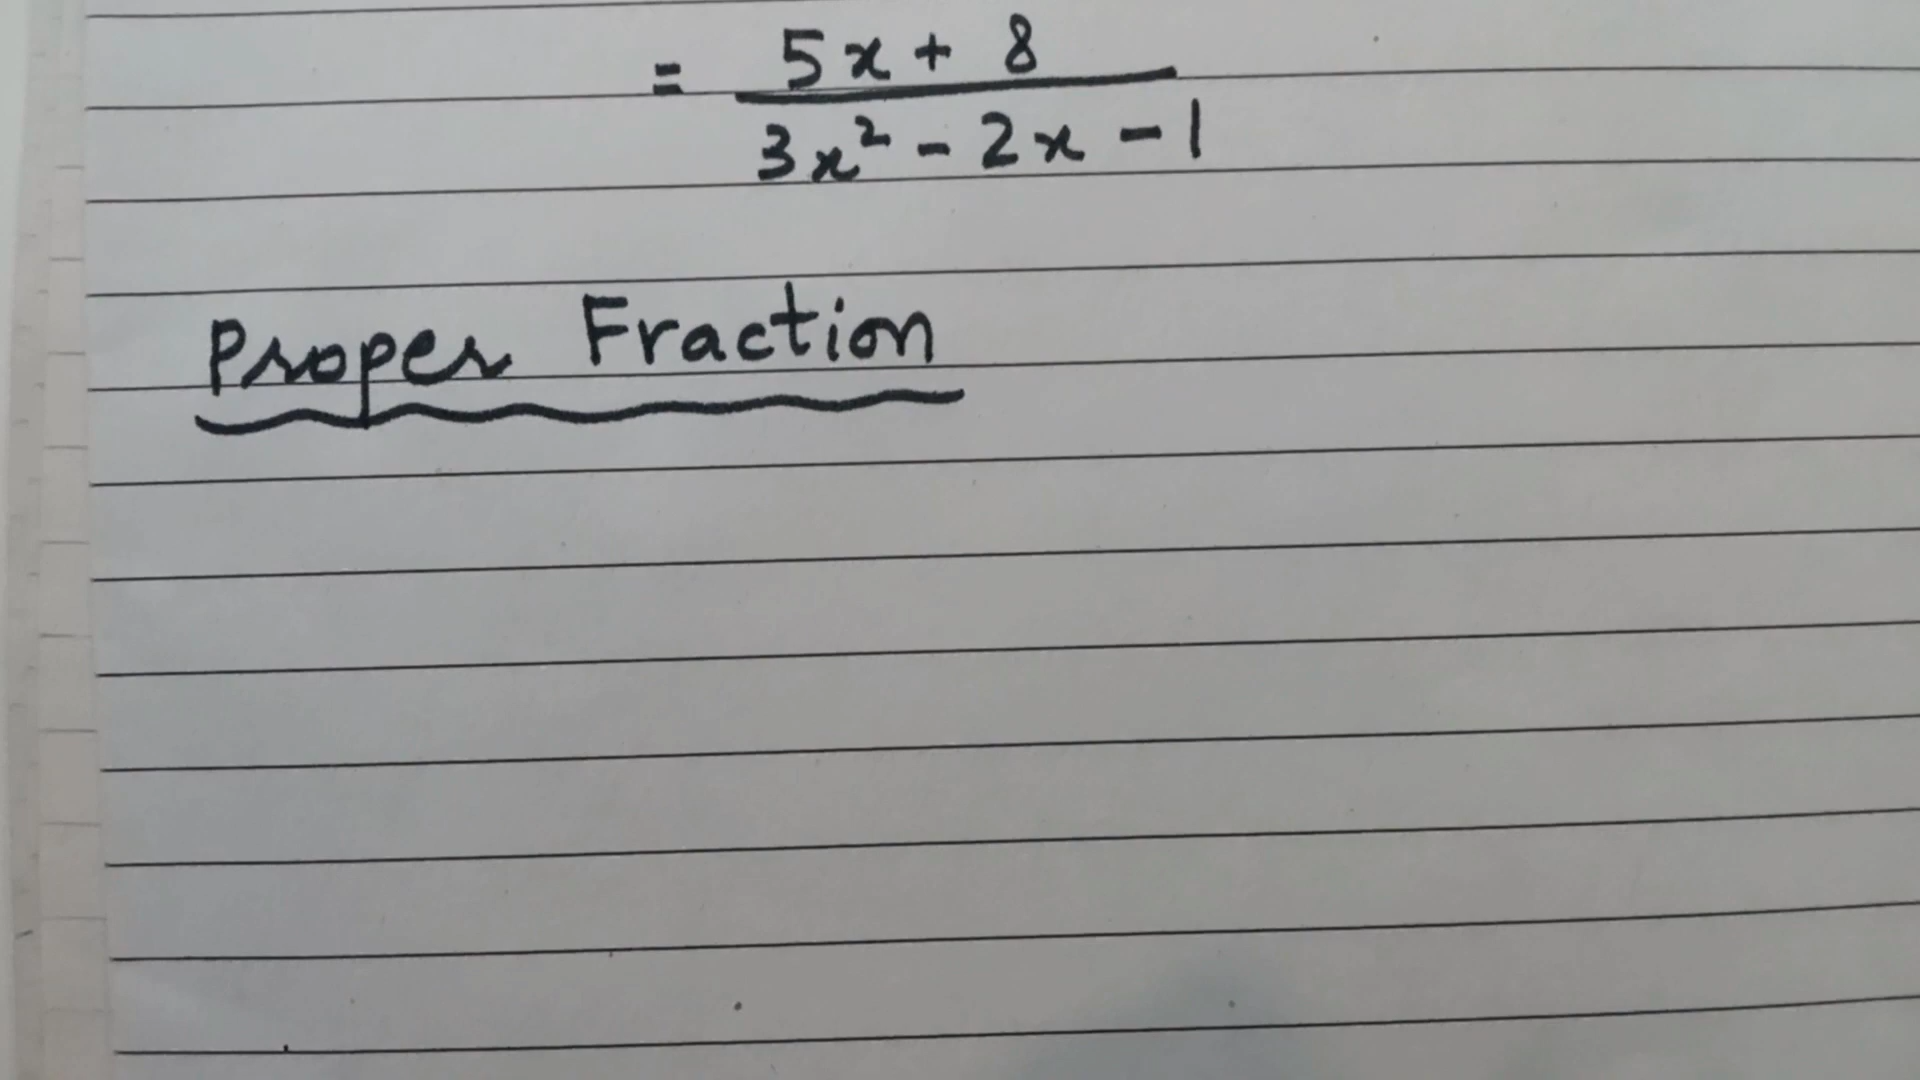 = 5x + 8
3x² - 2x - 1
Proper Fraction